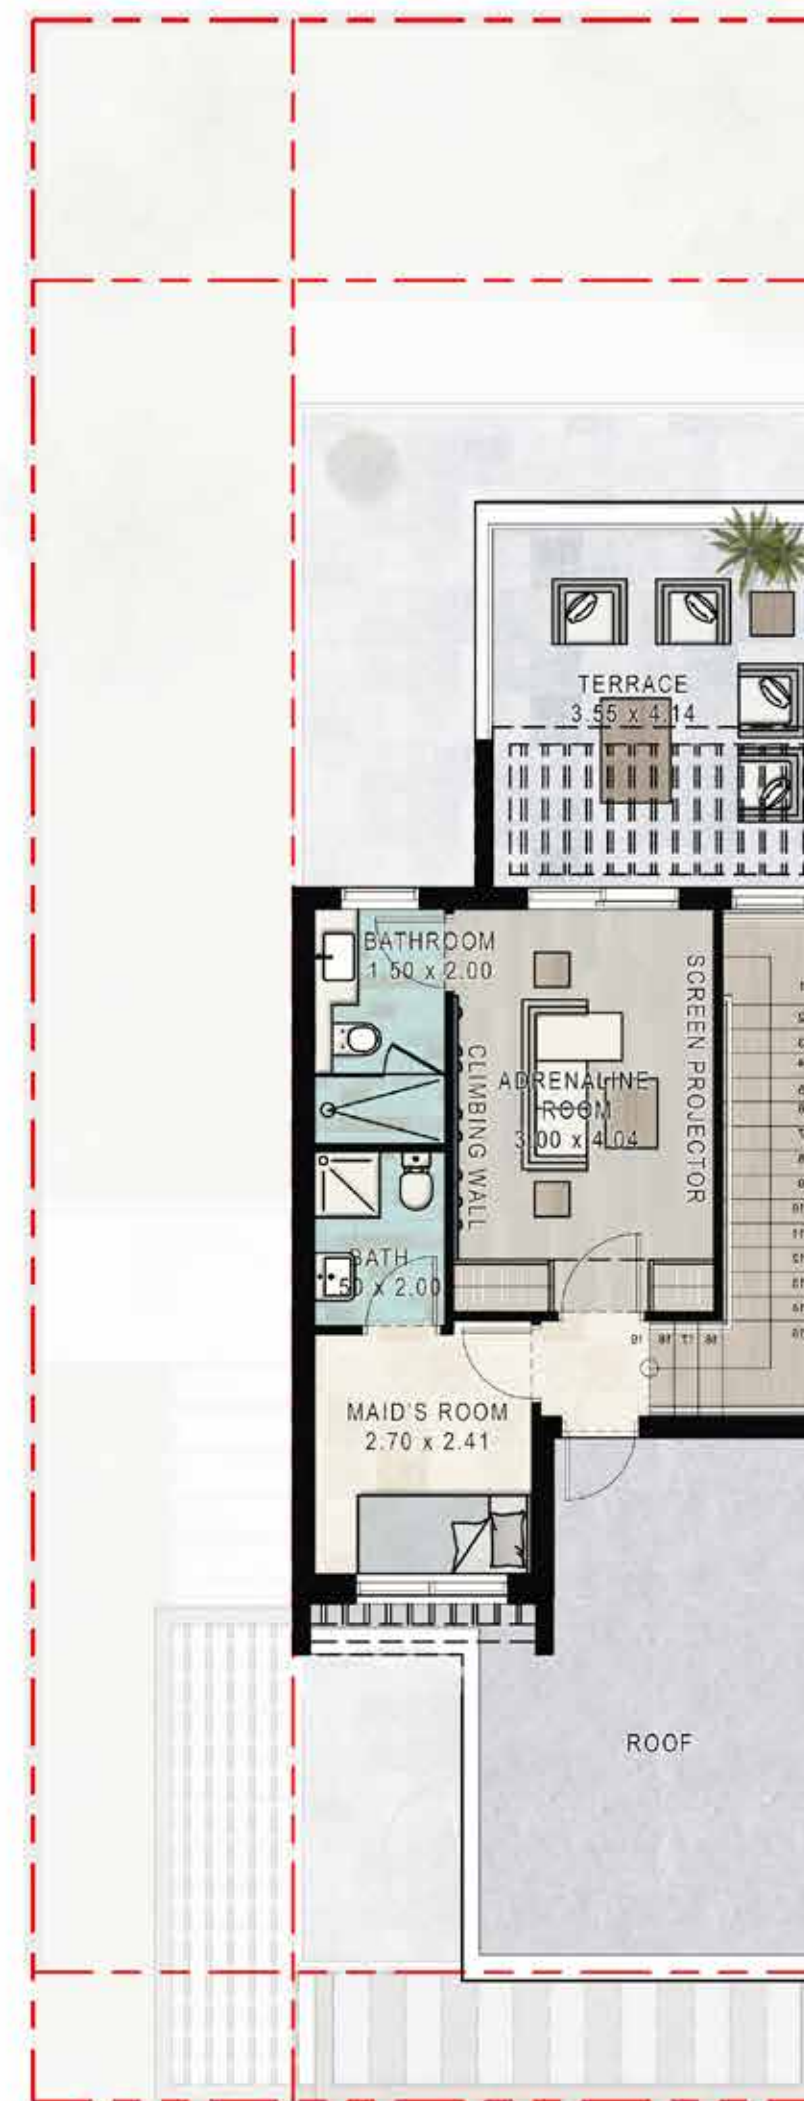 TERRACE
3.55 x 4.14
BATHROOM
1.50 x 2.00
SCREEN PROJECTOR
CLIMBING WALL
ADRENALINE
ROOM
3.00 x 4.04
BATH
50 x 2.00
MAID'S ROOM
2.70 x 2.41
ROOF